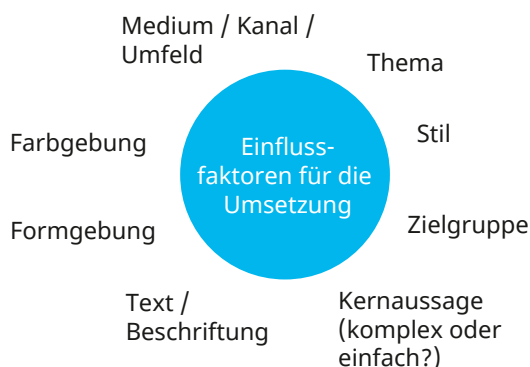 Medium / Kanal /
Umfeld
Thema
Farbgebung
Stil
Einfluss-
faktoren für die
Umsetzung
Formgebung
Zielgruppe
Text /
Beschriftung
Kernaussage
(komplex oder
einfach?)